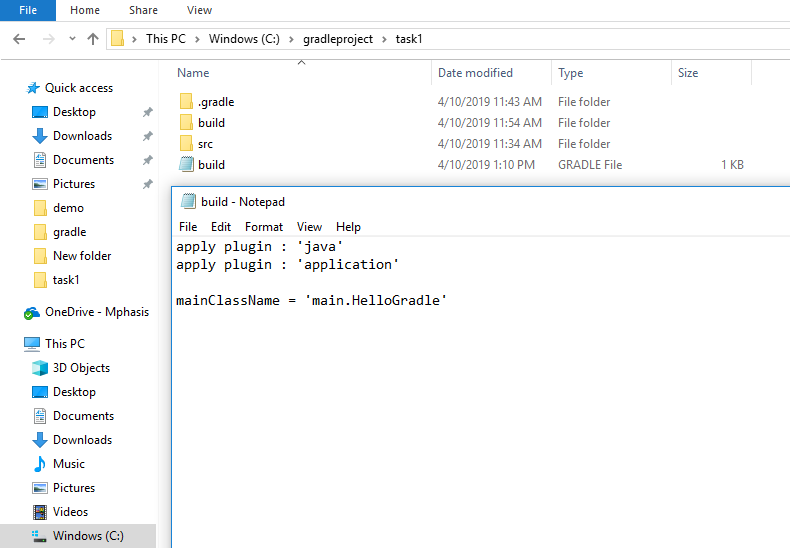 File Home Share View
This PC Windows (C:) gradleproject task1
Name Date modified Type Size
Quick access
Desktop
Downloads
Documents
Pictures
demo
gradle
New folder
task1
OneDrive - Mphasis
This PC
3D Objects
Desktop
Documents
Downloads
Music
Pictures
Videos
Windows (C:)
.gradle 4/10/2019 11:43 AM File folder
build 4/10/2019 11:54 AM File folder
src 4/10/2019 11:34 AM File folder
build 4/10/2019 1:10 PM GRADLE File 1 KB
build - Notepad
File Edit Format View Help
apply plugin : 'java'
apply plugin : 'application'
mainClassName = 'main.HelloGradle'